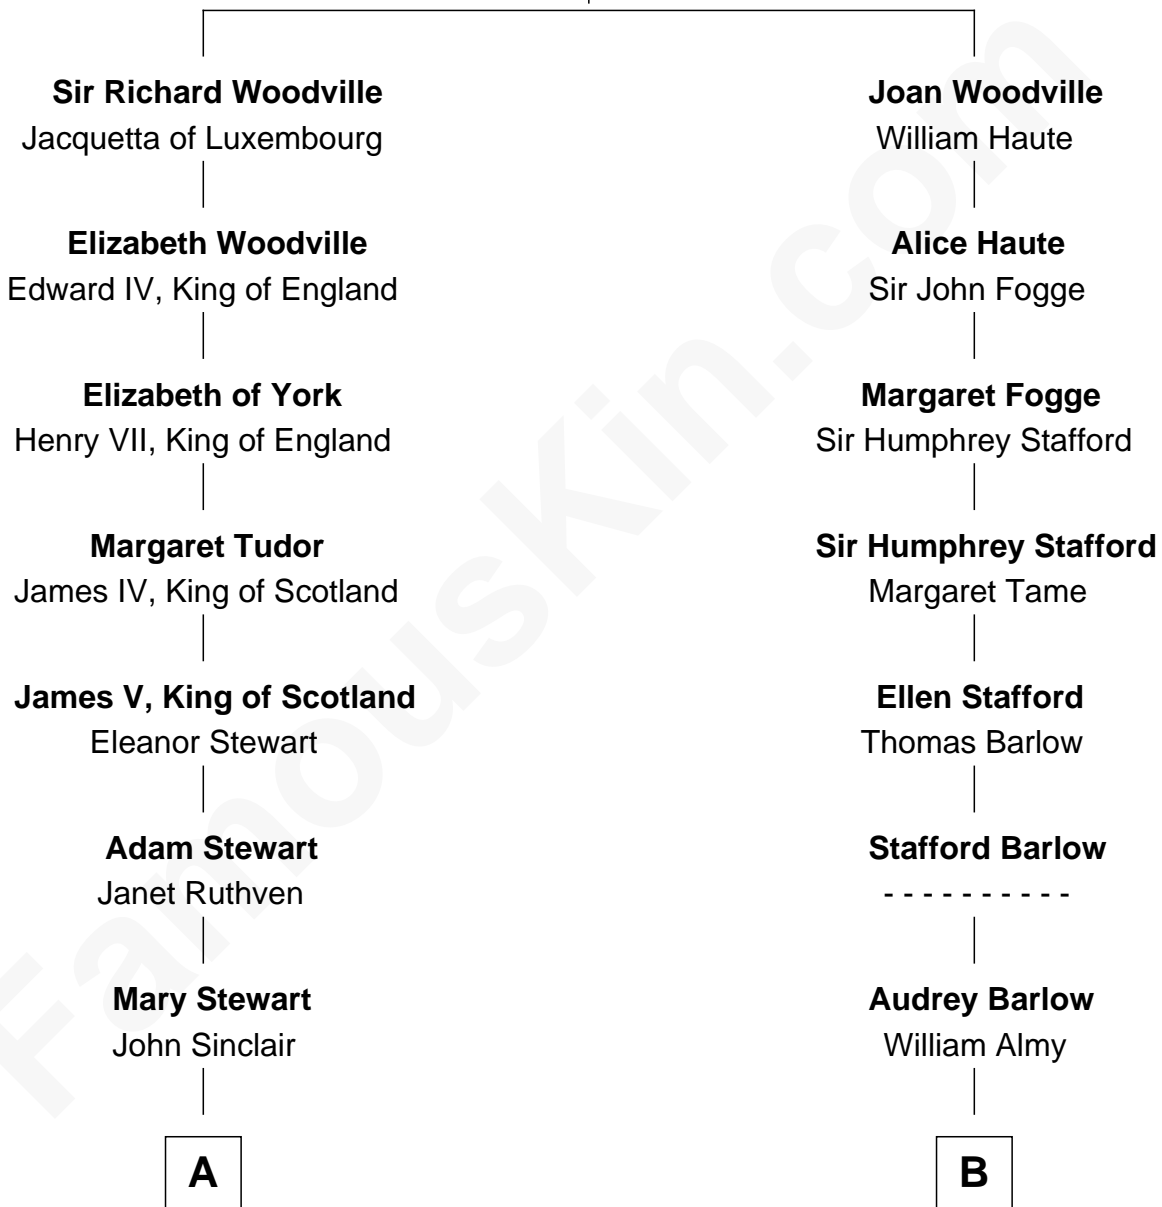 Sir Richard Woodville
Jacquetta of Luxembourg
Elizabeth Woodville
Edward IV, King of England
Elizabeth of York
Henry VII, King of England
Margaret Tudor
James IV, King of Scotland
James V, King of Scotland
Eleanor Stewart
Adam Stewart
Janet Ruthven
Mary Stewart
John Sinclair
A
Joan Woodville
William Haute
Alice Haute
Sir John Fogge
Margaret Fogge
Sir Humphrey Stafford
Sir Humphrey Stafford
Margaret Tame
Ellen Stafford
Thomas Barlow
Stafford Barlow
- - - - - - - - - -
Audrey Barlow
William Almy
B
FamousKin.com